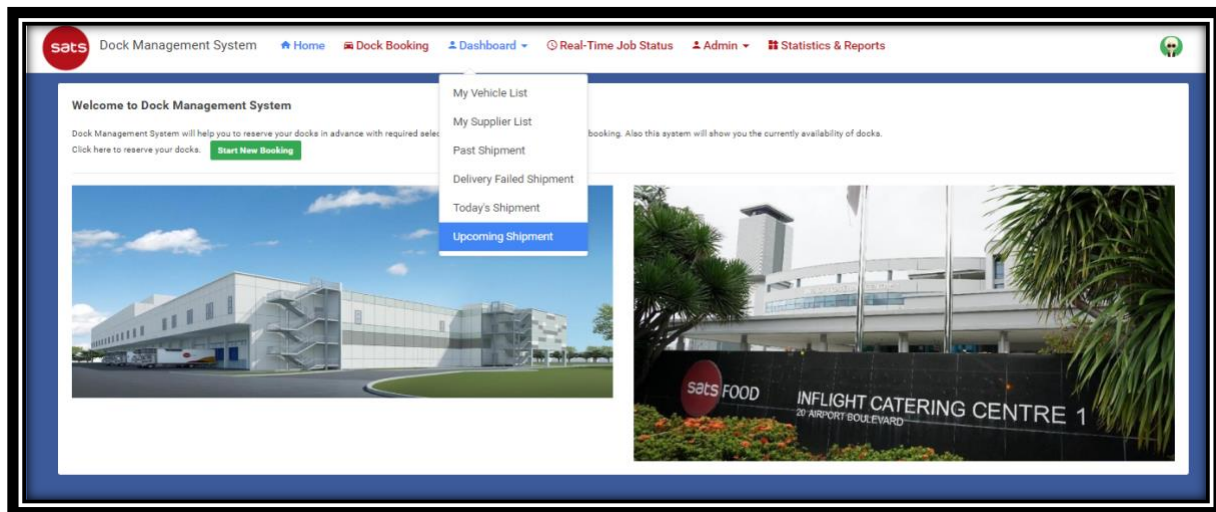 sats Dock Management System Home Dock Booking Dashboard Real-Time Job Status Admin Statistics & Reports
My Vehicle List
My Supplier List
Past Shipment
Delivery Failed Shipment
Today's Shipment
Upcoming Shipment
Welcome to Dock Management System
Dock Management System will help you to reserve your docks in advance with required selec booking. Also this system will show you the currently availability of docks.
Click here to reserve your docks. Start New Booking
sats FOOD INFLIGHT CATERING CENTRE 1
20 AIRPORT BOULEVARD